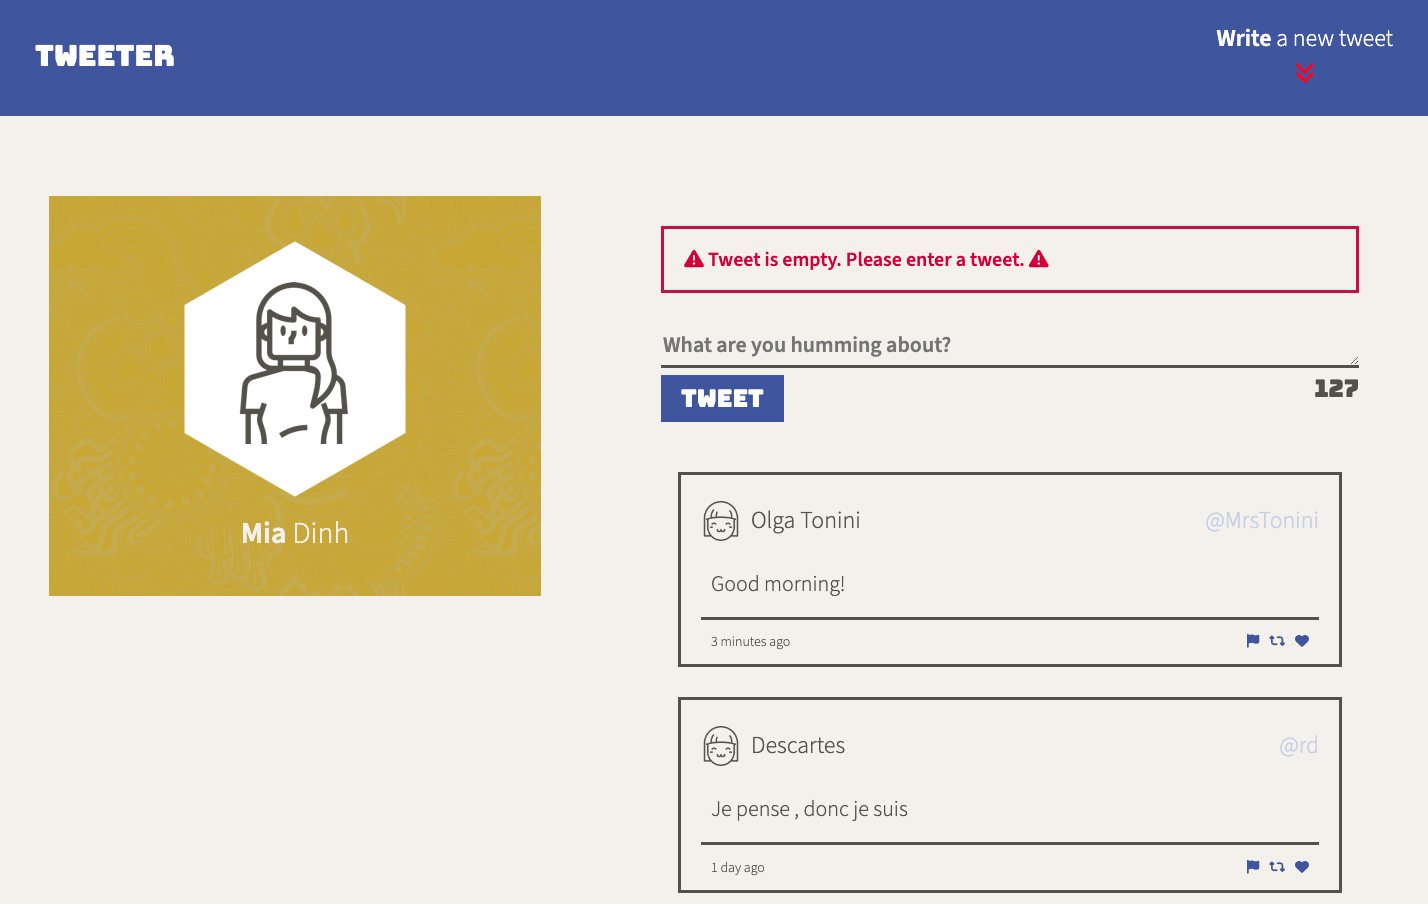 TWEETER
Write a new tweet
Mia Dinh
Tweet is empty. Please enter a tweet.
What are you humming about?
TWEET
127
Olga Tonini
@MrsTonini
Good morning!
3 minutes ago
Descartes
@rd
Je pense , donc je suis
1 day ago